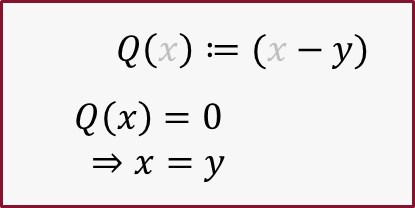 Q(x) ≔ (x − y)
Q(x) = 0
⇒ x = y